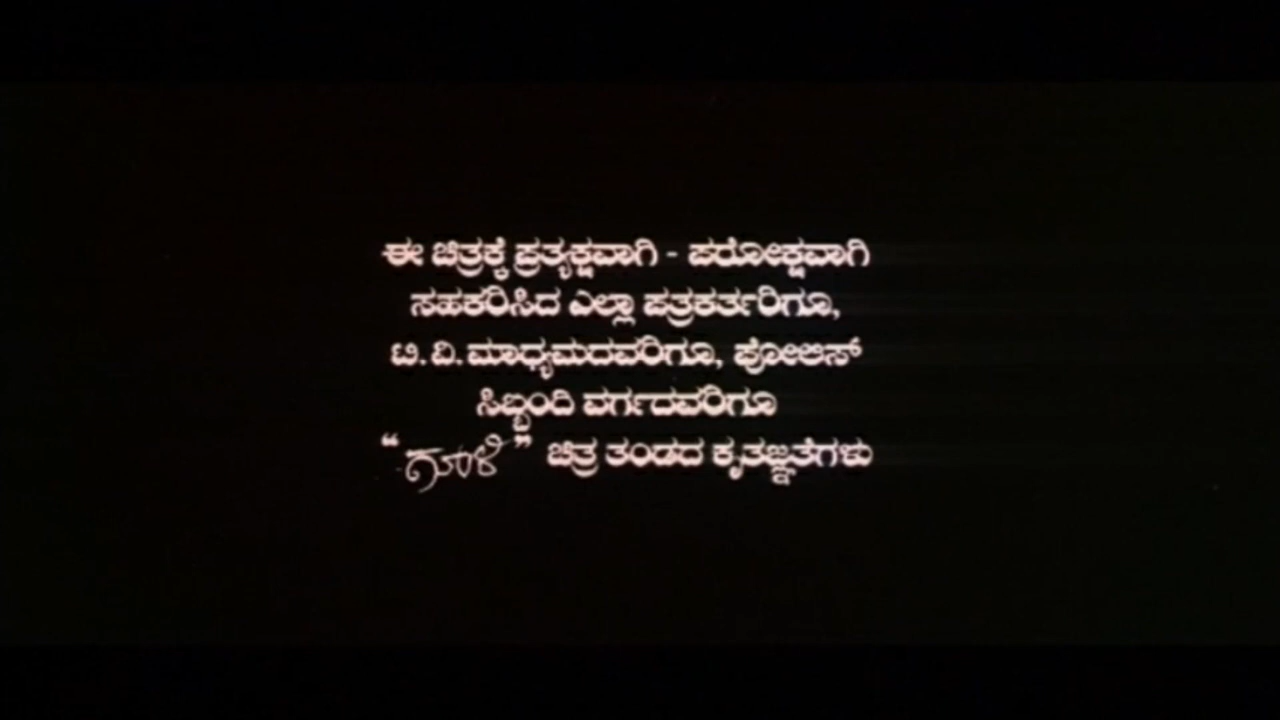 ಈ ಚಿತ್ರಕ್ಕೆ ಪ್ರತ್ಯಕ್ಷವಾಗಿ - ಪರೋಕ್ಷವಾಗಿ
ಸಹಕರಿಸಿದ ಎಲ್ಲಾ ಪತ್ರಕರ್ತರಿಗೂ,
ಟಿ. ವಿ. ಮಾಧ್ಯಮದವರಿಗೂ, ಪೋಲಿಸ್
ಸಿಬ್ಬಂದಿ ವರ್ಗದವರಿಗೂ
“ಗೂಳಿ” ಚಿತ್ರ ತಂಡದ ಕೃತಜ್ಞತೆಗಳು